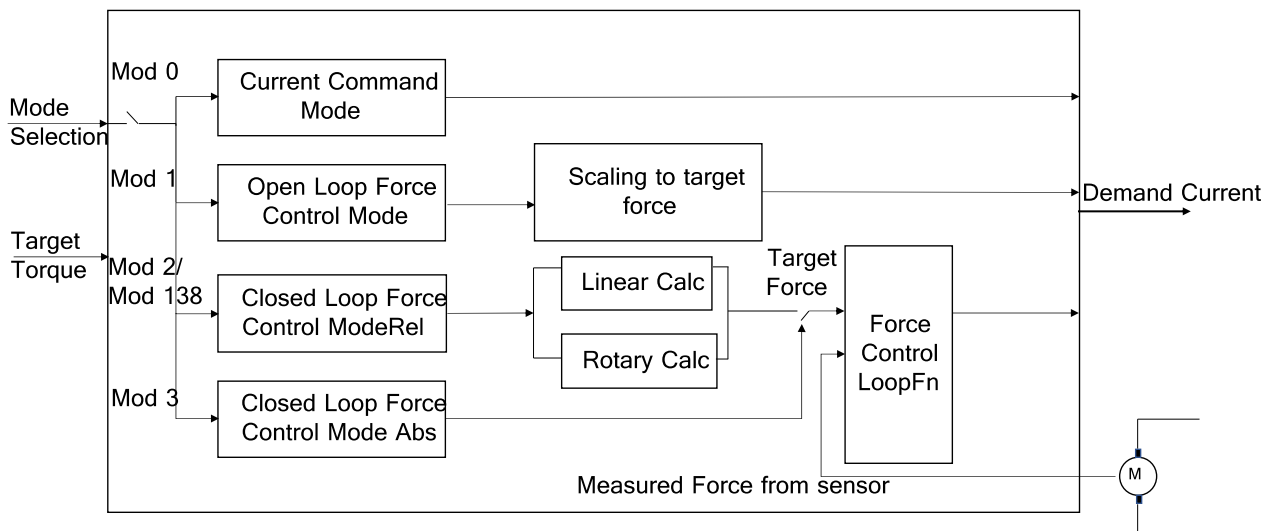 Mod 0
Current Command
Mode
Mode
Selection
Mod 1
Open Loop Force
Control Mode
Scaling to target
force
Demand Current
Target
Torque
Mod 2/
Mod 138
Closed Loop Force
Control ModeRel
Linear Calc
Rotary Calc
Target
Force
Force
Control
LoopFn
Mod 3
Closed Loop Force
Control Mode Abs
Measured Force from sensor
M